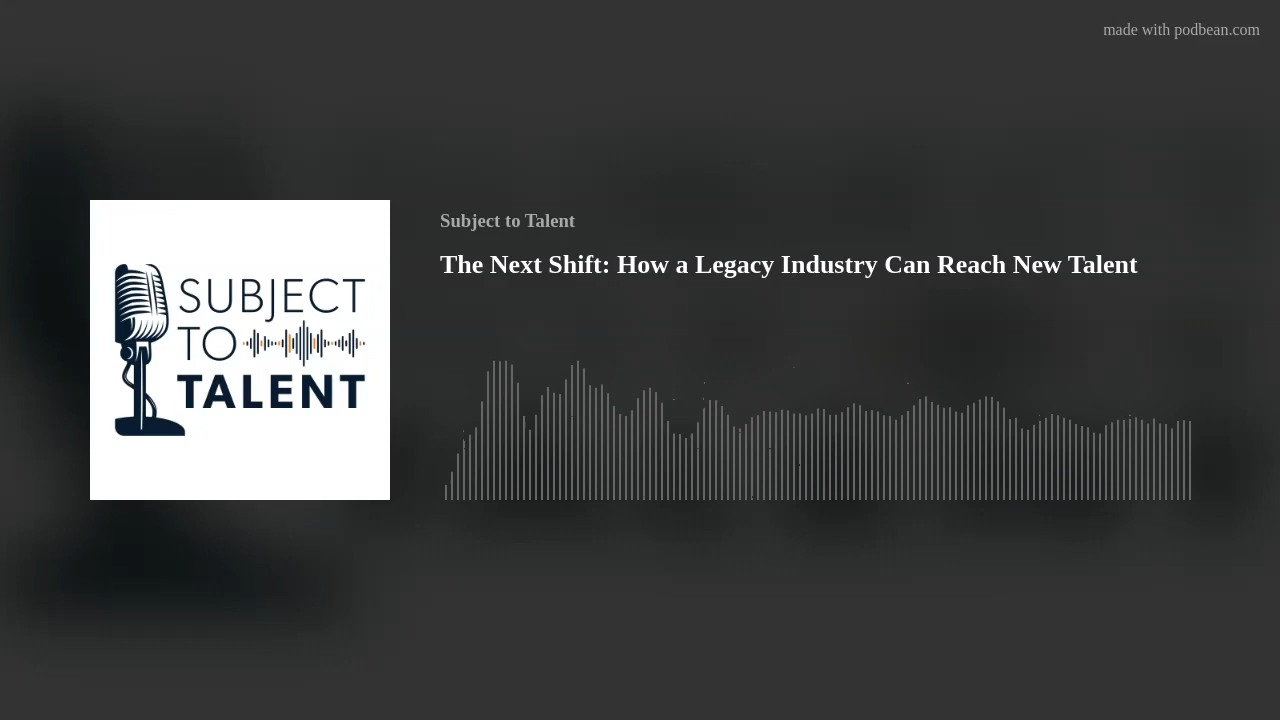 made with podbean.com
SUBJECT
TO
TALENT
Subject to Talent
The Next Shift: How a Legacy Industry Can Reach New Talent